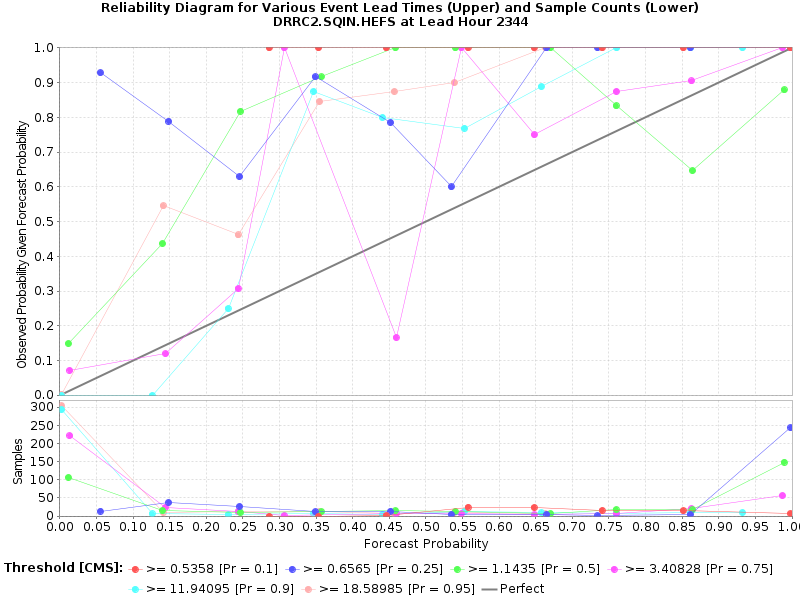 Reliability Diagram for Various Event Lead Times (Upper) and Sample Counts (Lower)
DRRC2.SQIN.HEFS at Lead Hour 2344
Observed Probability Given Forecast Probability
1.0
0.9
0.8
0.7
0.6
0.5
0.4
0.3
0.2
0.1
0.0
Samples
300
250
200
150
100
50
0
0.00 0.05 0.10 0.15 0.20 0.25 0.30 0.35 0.40 0.45 0.50 0.55 0.60 0.65 0.70 0.75 0.80 0.85 0.90 0.95 1.0
Forecast Probability
Threshold [CMS]: >= 0.5358 [Pr = 0.1] >= 0.6565 [Pr = 0.25] >= 1.1435 [Pr = 0.5] >= 3.40828 [Pr = 0.75]
>= 11.94095 [Pr = 0.9] >= 18.58985 [Pr = 0.95] Perfect